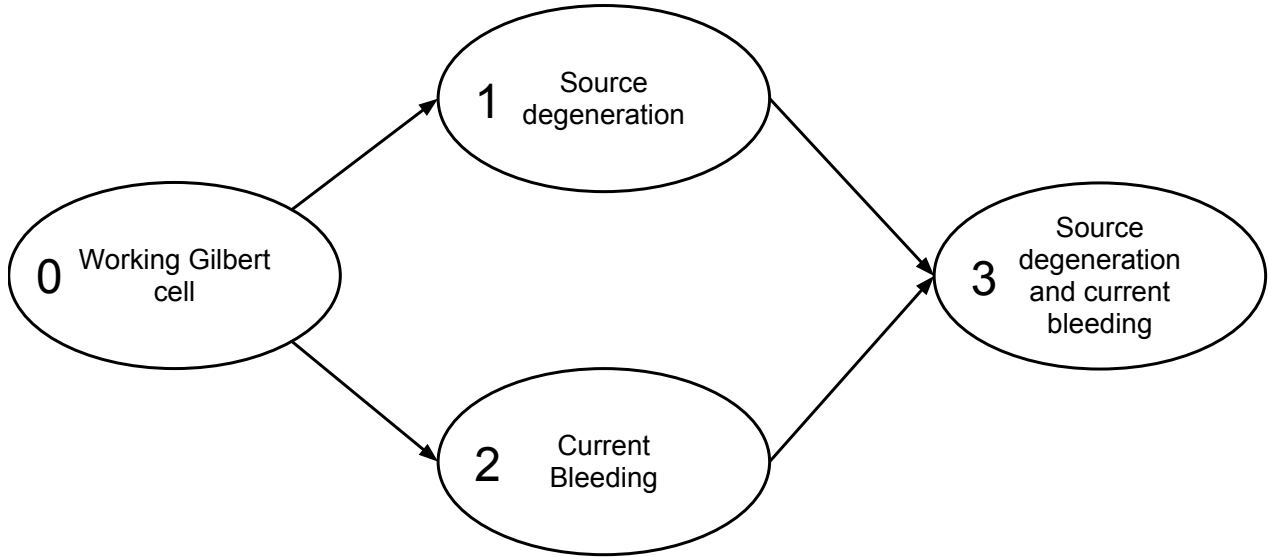 0
Working Gilbert
cell
1
Source
degeneration
2
Current
Bleeding
3
Source
degeneration
and current
bleeding